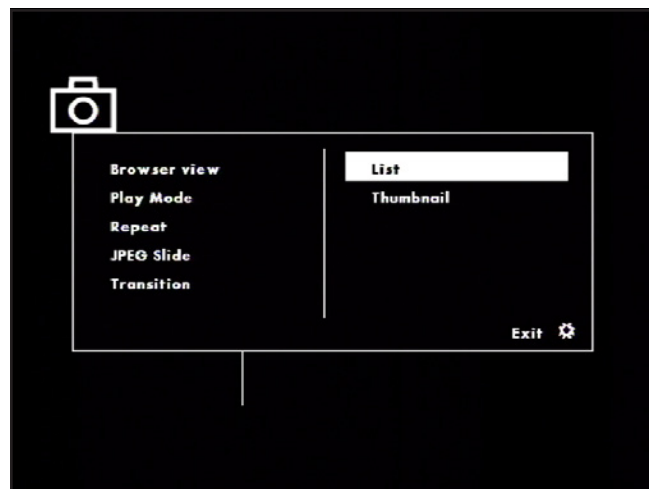 Browser view
Play Mode
Repeat
JPEG Slide
Transition
List
Thumbnail
Exit